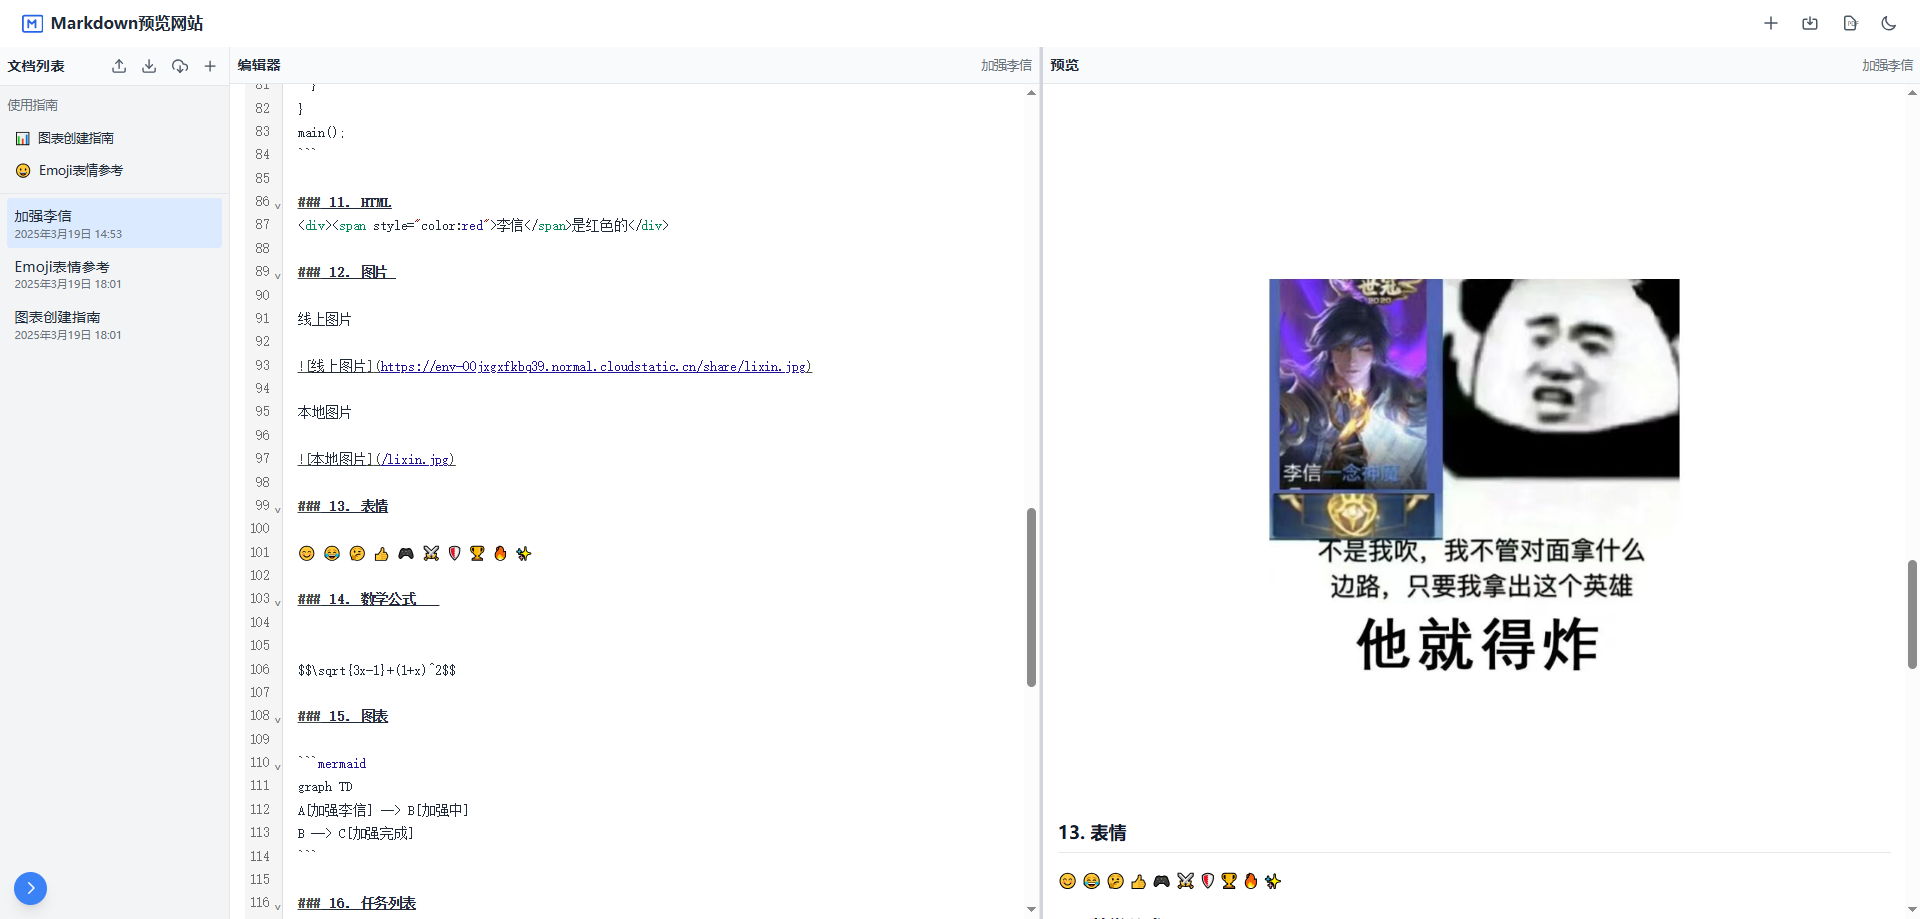 Markdown预览网站
文档列表
使用指南
📊 图表创建指南
😀 Emoji表情参考
加强李信
2025年3月19日 14:53
Emoji表情参考
2025年3月19日 18:01
图表创建指南
2025年3月19日 18:01
编辑器
加强李信
81 }
82 }
83 main();
84 ```
85
86 ### 11. HTML
87 <div><span style="color:red">李信</span>是红色的</div>
88
89 ### 12. 图片
90
91 线上图片
92
93 ![线上图片](https://env-00jxgxfkbq39.normal.cloudstatic.cn/share/lixin.jpg)
94
95 本地图片
96
97 ![本地图片](/lixin.jpg)
98
99 ### 13. 表情
100
101 😊 😂 🤔 👍 🎮 ⚔️ 🛡️ 🏆 🔥 ✨
102
103 ### 14. 数学公式
104
105
106 $$\sqrt{3x-1}+(1+x)^2$$
107
108 ### 15. 图表
109
110 ```mermaid
111 graph TD
112 A[加强李信] --> B[加强中]
113 B --> C[加强完成]
114 ```
115
116 ### 16. 任务列表
预览
加强李信
世冠
2020
李信一念神魔
不是我吹，我不管对面拿什么
边路，只要我拿出这个英雄
他就得炸
13. 表情
😊 😂 🤔 👍 🎮 ⚔️ 🛡️ 🏆 🔥 ✨